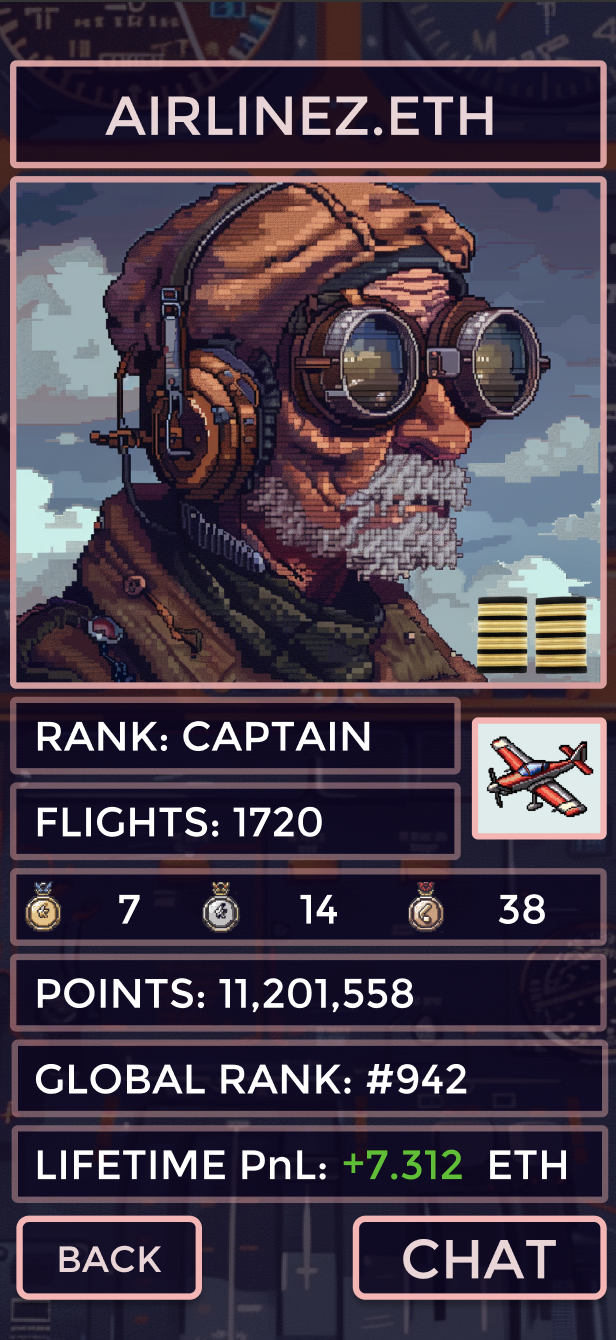 AIRLINEZ.ETH
RANK: CAPTAIN
FLIGHTS: 1720
7 14 38
POINTS: 11,201,558
GLOBAL RANK: #942
LIFETIME PnL: +7.312 ETH
BACK CHAT